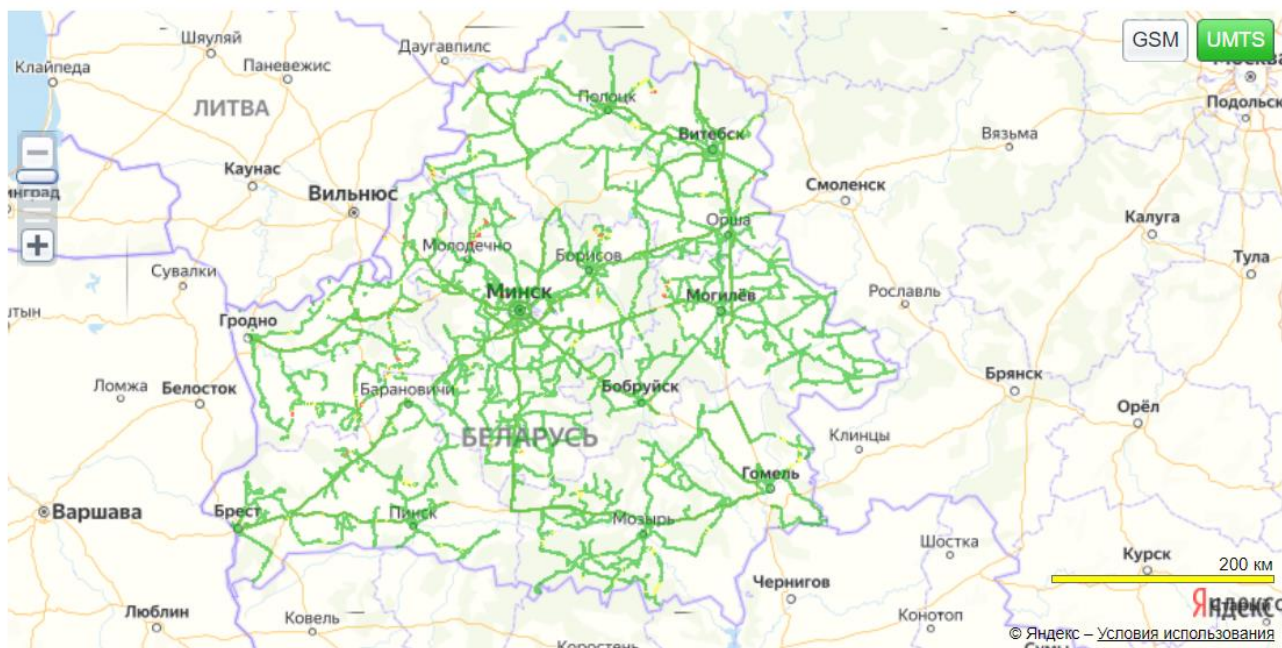 Шяуляй
Даугавпилс
GSM
UMTS
Клайпеда
Паневежис
Москва
ЛИТВА
Полоцк
Подольск
Витебск
Вязьма
Каунас
Вильнюс
Смоленск
Калуга
Орша
Молодечно
Борисов
Тула
Сувалки
Минск
Могилёв
Рославль
Гродно
Ломжа
Белосток
Барановичи
Бобруйск
Брянск
Орёл
БЕЛАРУСЬ
Клинцы
Гомель
Варшава
Брест
Пинск
Мозырь
Шостка
Курск
200 км
Чернигов
Люблин
Ковель
Конотоп
Яндекс
© Яндекс – Условия использования